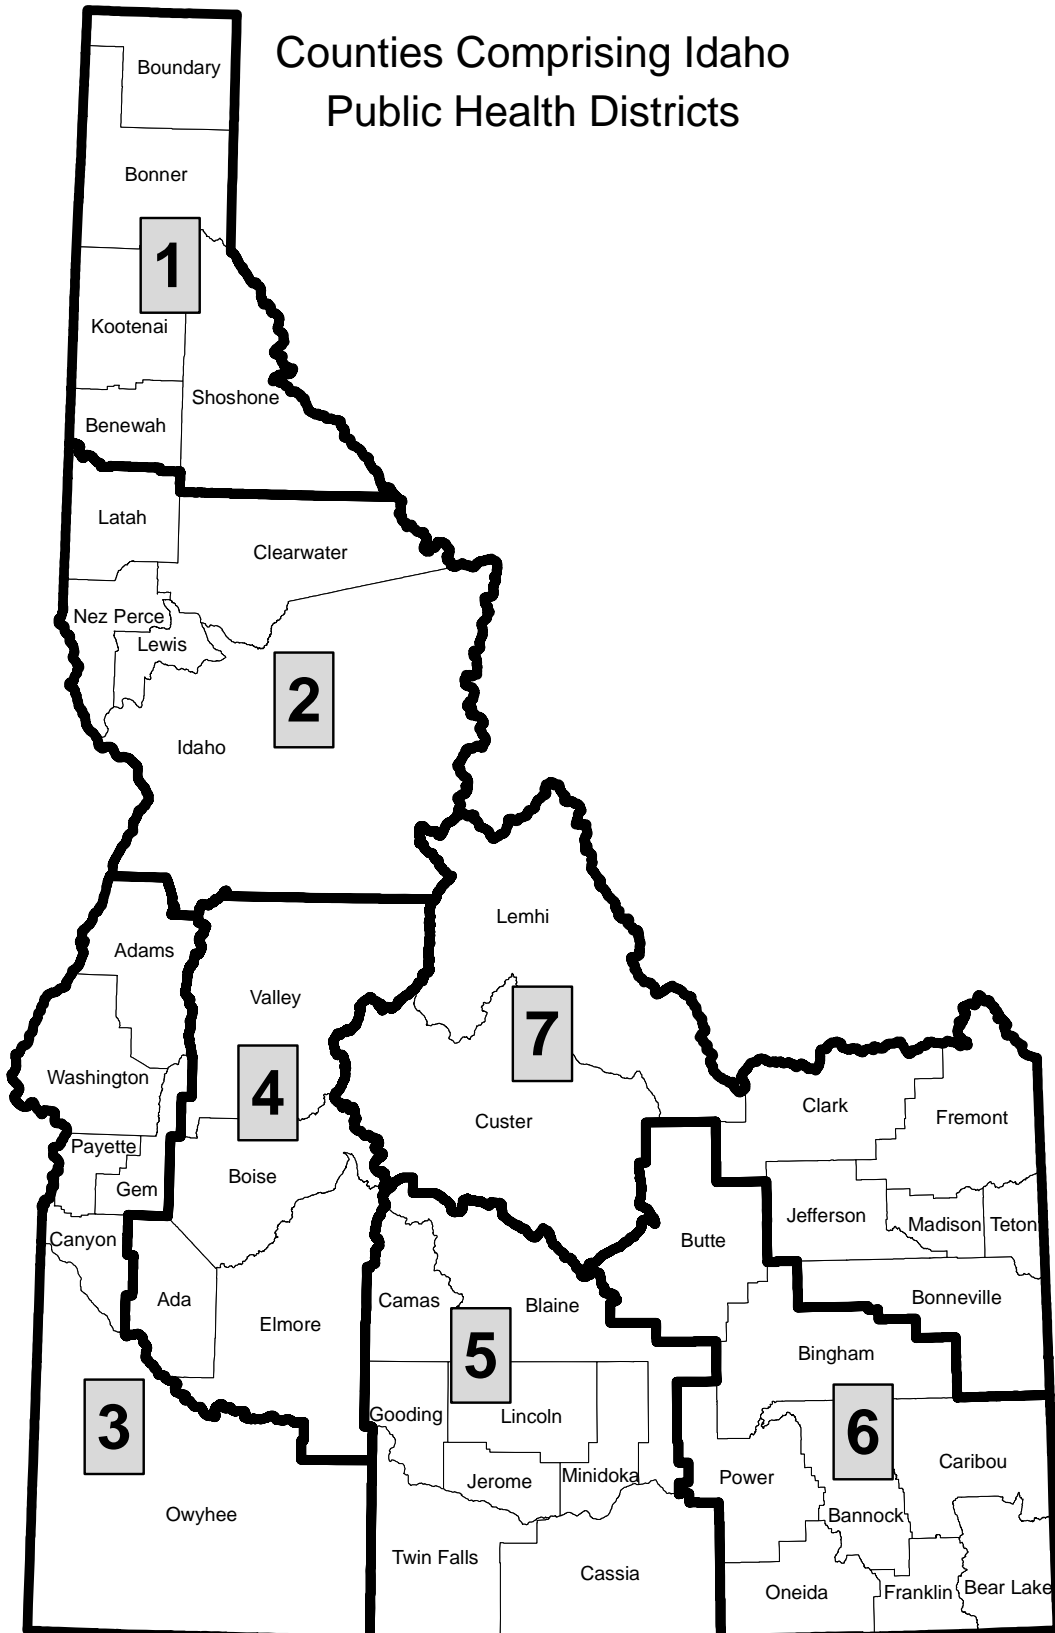 Counties Comprising Idaho
Public Health Districts
Boundary
Bonner
1
Kootenai
Shoshone
Benewah
Latah
Clearwater
Nez Perce
Lewis
2
Idaho
Lemhi
Adams
Valley
7
Washington
4
Custer
Clark
Fremont
Payette
Boise
Gem
Jefferson
Madison
Teton
Canyon
Butte
Ada
Camas
Blaine
Bonneville
Elmore
5
Bingham
3
Gooding
Lincoln
6
Jerome
Minidoka
Power
Caribou
Owyhee
Bannock
Twin Falls
Cassia
Oneida
Franklin
Bear Lake